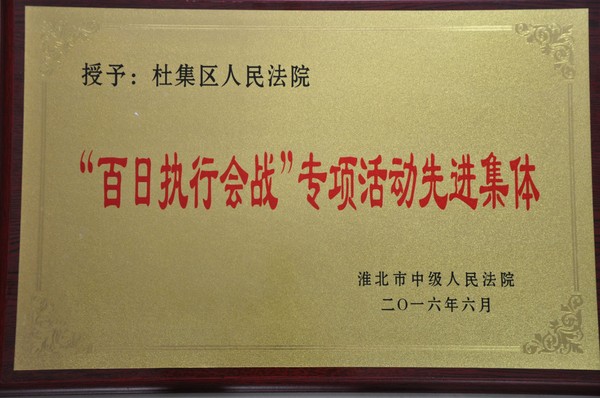 授予：杜集区人民法院
“百日执行会战”专项活动先进集体
淮北市中级人民法院
二〇一六年六月